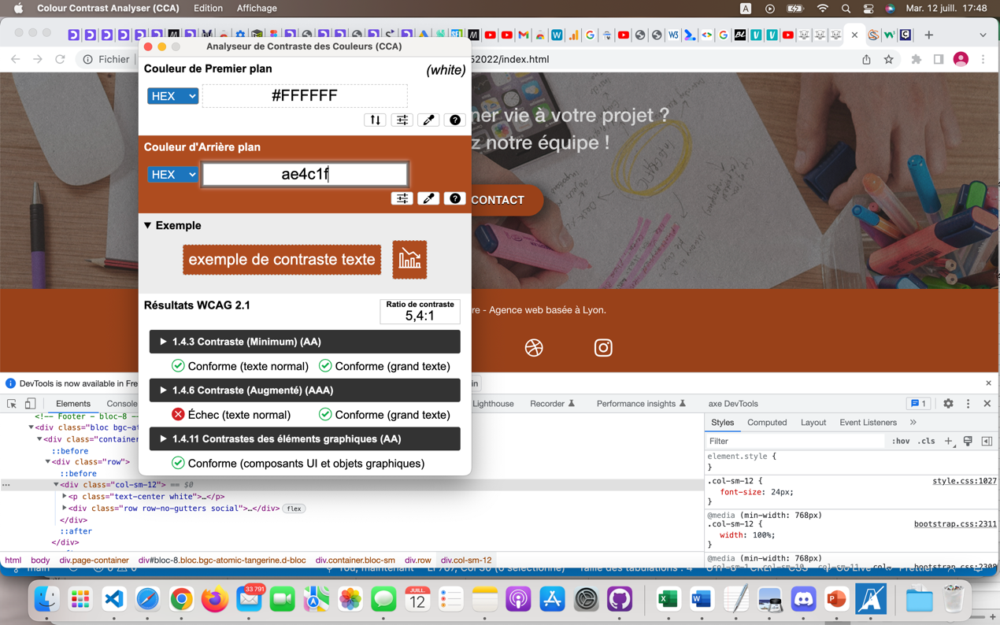 Colour Contrast Analyser (CCA) Edition Affichage
A Mar. 12 juill. 17:48
Analyseur de Contraste des Couleurs (CCA)
Fichier
52022/index.html
Couleur de Premier plan (white)
HEX #FFFFFF
Couleur d'Arrière plan
HEX ae4c1f
Exemple
exemple de contraste texte
Résultats WCAG 2.1
Ratio de contraste
5,4:1
1.4.3 Contraste (Minimum) (AA)
Conforme (texte normal) Conforme (grand texte)
1.4.6 Contraste (Augmenté) (AAA)
Échec (texte normal) Conforme (grand texte)
1.4.11 Contrastes des éléments graphiques (AA)
Conforme (composants UI et objets graphiques)
ner vie à votre projet ?
z notre équipe !
CONTACT
re - Agence web basée à Lyon.
DevTools is now available in Fre
Elements Console Lighthouse Recorder Performance insights axe DevTools 1
<!-- Footer - bloc-8 --
<div class="bloc bgc-at
<div class="container
::before
<div class="row">
::before
<div class="col-sm-12"> == $0
<p class="text-center white">…</p>
<div class="row row-no-gutters social">…</div> flex
</div>
::after
</div>
Styles Computed Layout Event Listeners »
Filter :hov .cls
element.style {
}
.col-sm-12 { style.css:1027
font-size: 24px;
}
@media (min-width: 768px)
.col-sm-12 { bootstrap.css:2311
width: 100%;
}
@media (min-width: 768px)
html body div.page-container div#bloc-8.bloc.bgc-atomic-tangerine.d-bloc div.container.bloc-sm div.row div.col-sm-12
33 791
JUILL.
12